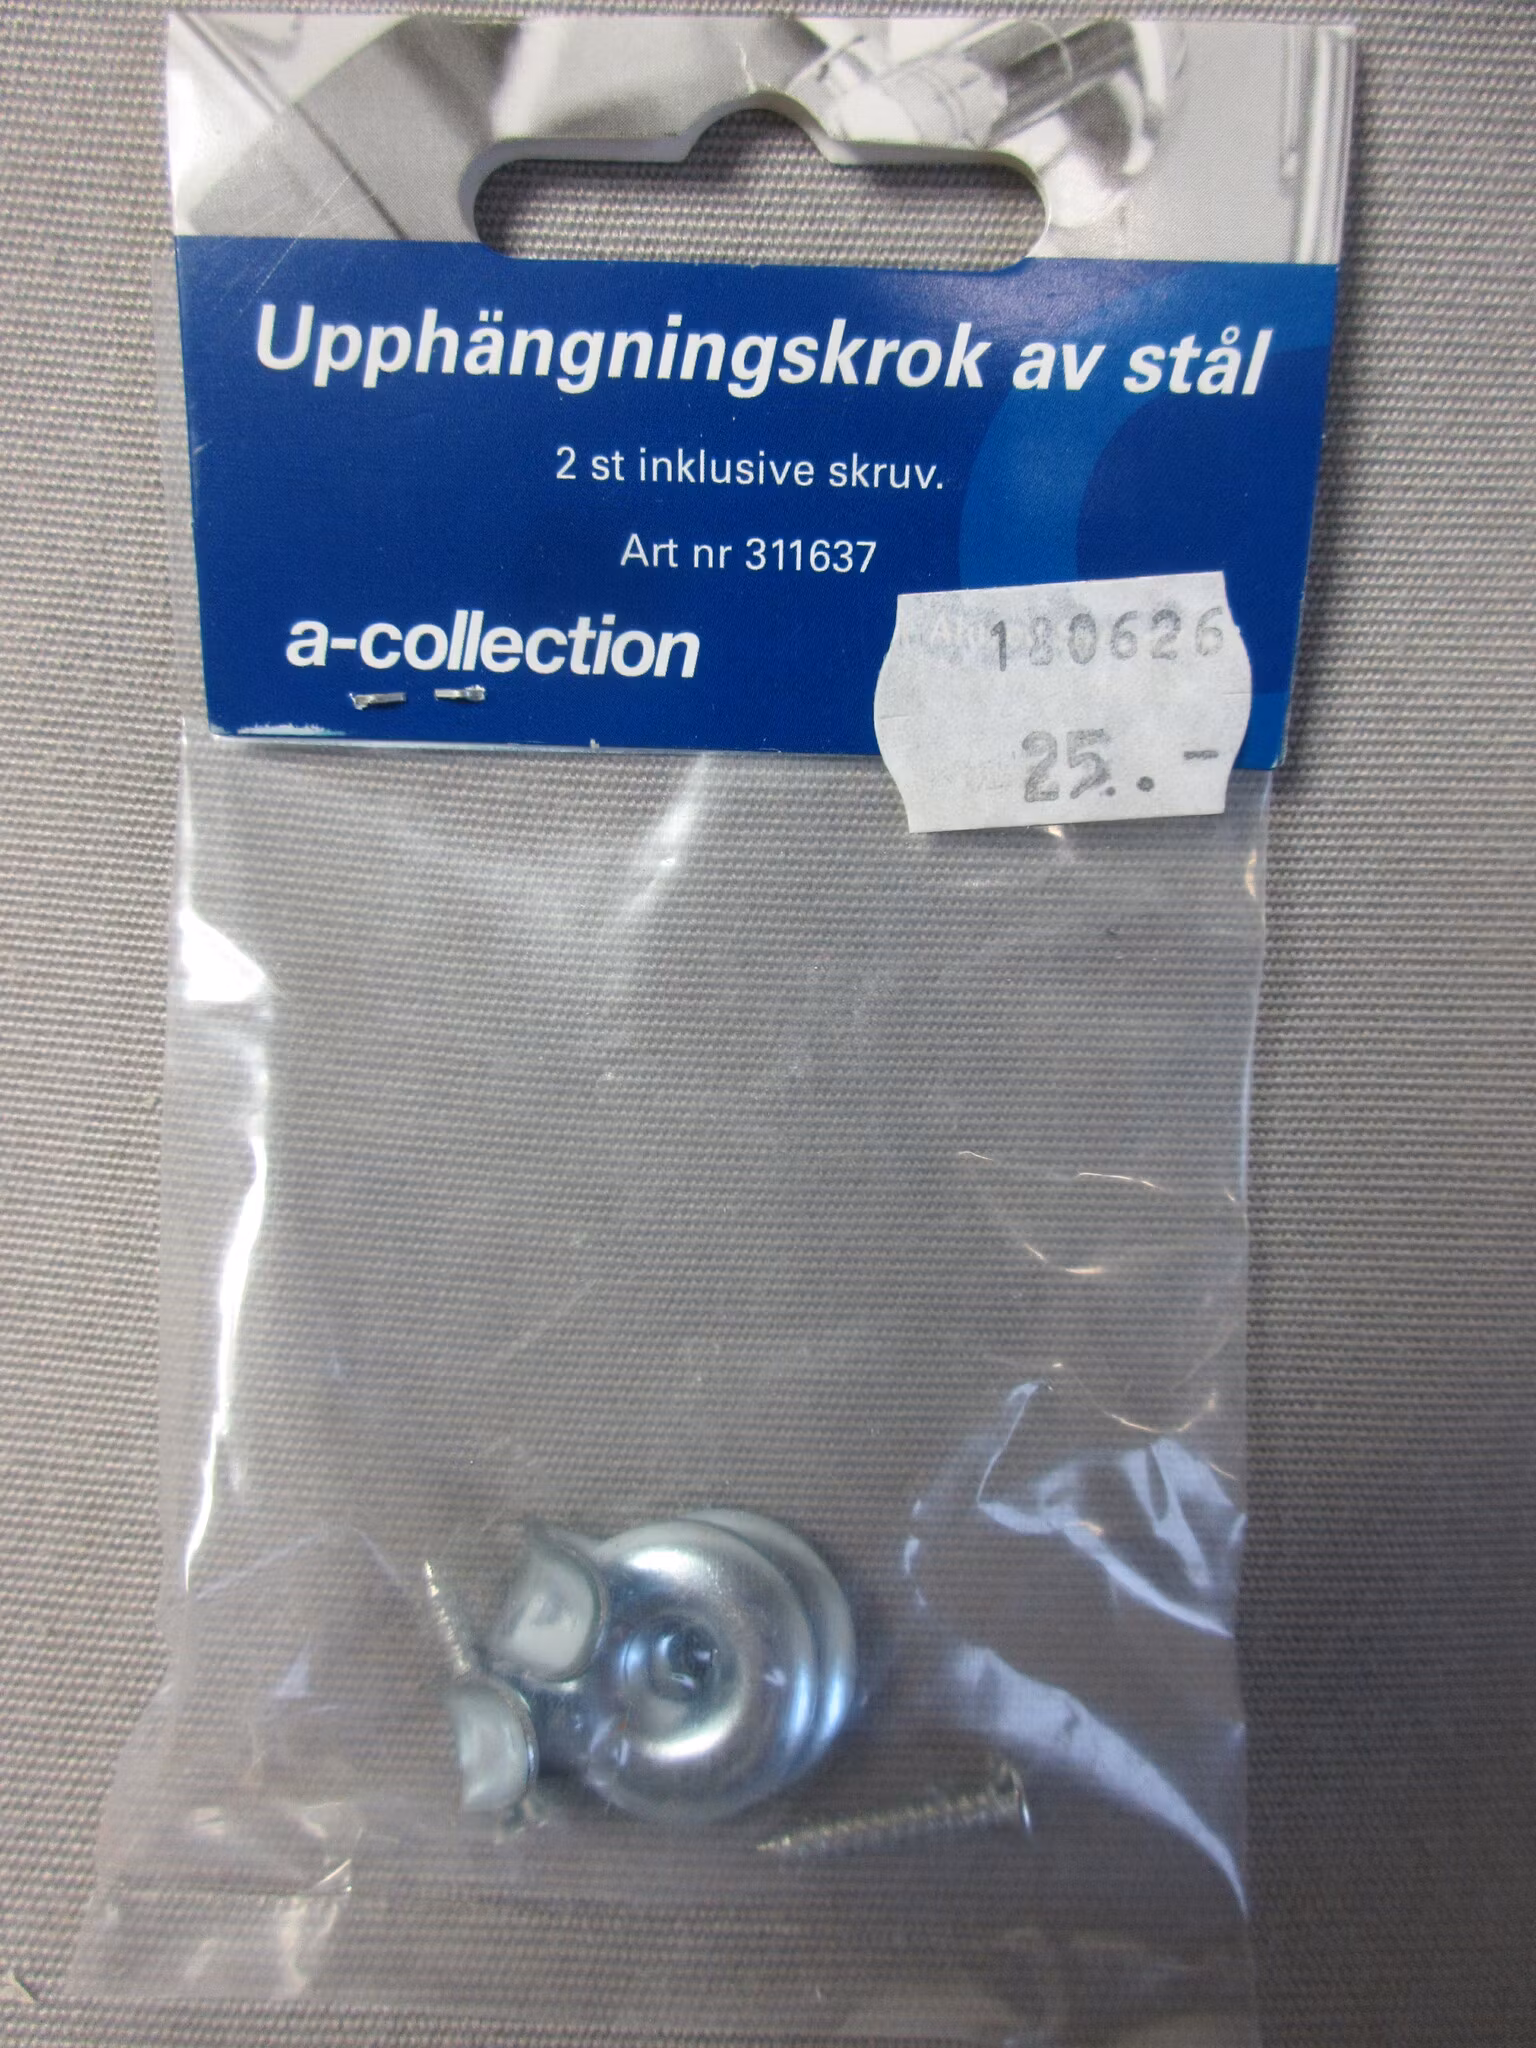 Upphängningskrok av stål
2 st inklusive skruv.
Art nr 311637
a-collection
180626
25..-